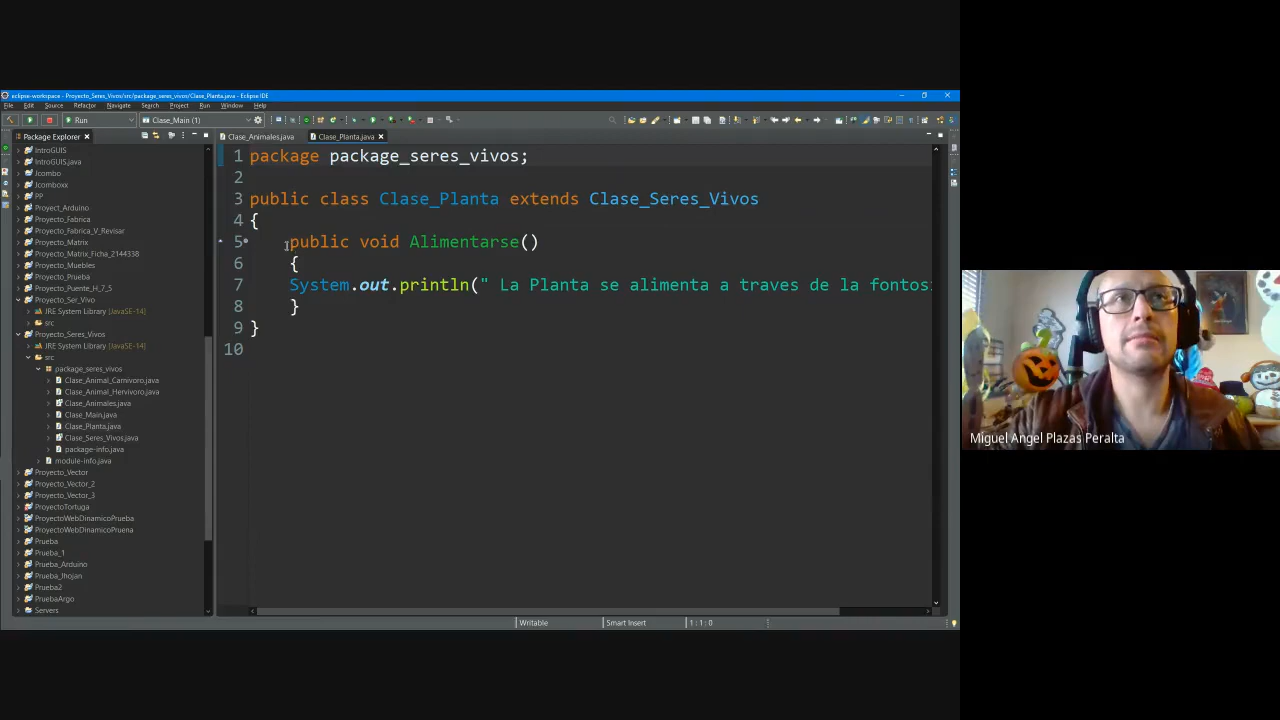 eclipse-workspace - Proyecto_Seres_Vivos/src/package_seres_vivos/Clase_Planta.java - Eclipse IDE
File Edit Source Refactor Navigate Search Project Run Window Help
Run Clase_Main (1)
Package Explorer Clase_Animales.java Clase_Planta.java
IntroGUIS
IntroGUIS.java
Jcombo
Jcomboxx
PP
Proyect_Arduino
Proyecto_Fabrica
Proyecto_Fabrica_V_Revisar
Proyecto_Matrix
Proyecto_Matrix_Ficha_2144338
Proyecto_Muebles
Proyecto_Prueba
Proyecto_Puente_H_7_5
Proyecto_Ser_Vivo
JRE System Library [JavaSE-14]
src
Proyecto_Seres_Vivos
JRE System Library [JavaSE-14]
src
package_seres_vivos
Clase_Animal_Carnivoro.java
Clase_Animal_Hervivoro.java
Clase_Animales.java
Clase_Main.java
Clase_Planta.java
Clase_Seres_Vivos.java
package-info.java
module-info.java
Proyecto_Vector
Proyecto_Vector_2
Proyecto_Vector_3
ProyectoTortuga
ProyectoWebDinamicoPrueba
ProyectoWebDinamicoPruena
Prueba
Prueba_1
Prueba_Arduino
Prueba_Jhojan
Prueba2
PruebaArgo
Servers
1 package package_seres_vivos;
2
3 public class Clase_Planta extends Clase_Seres_Vivos
4 {
5 public void Alimentarse()
6 {
7 System.out.println(" La Planta se alimenta a traves de la fontos
8 }
9 }
10
Writable Smart Insert 1 : 1 : 0
Miguel Angel Plazas Peralta